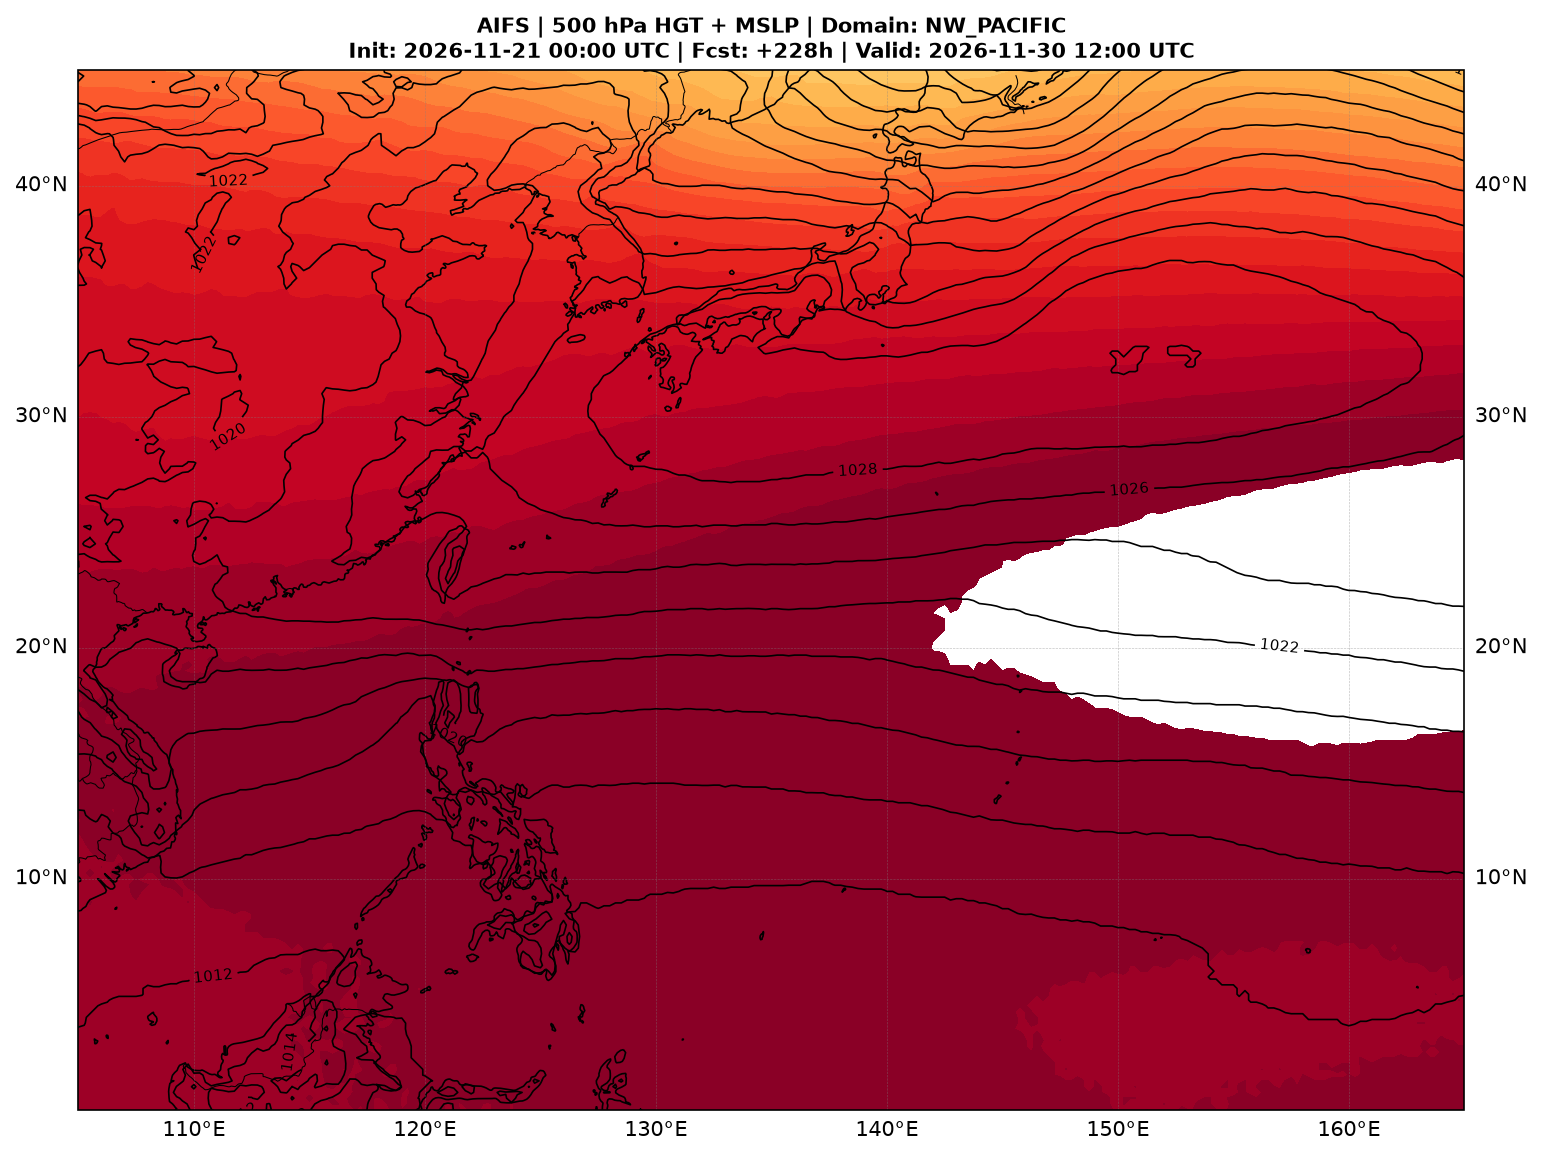 AIFS | 500 hPa HGT + MSLP | Domain: NW_PACIFIC
Init: 2026-11-21 00:00 UTC | Fcst: +228h | Valid: 2026-11-30 12:00 UTC
40°N
40°N
1022
1022
30°N
30°N
1020
1028
1026
20°N
20°N
1022
10°N
10°N
1012
1014
110°E
120°E
130°E
140°E
150°E
160°E